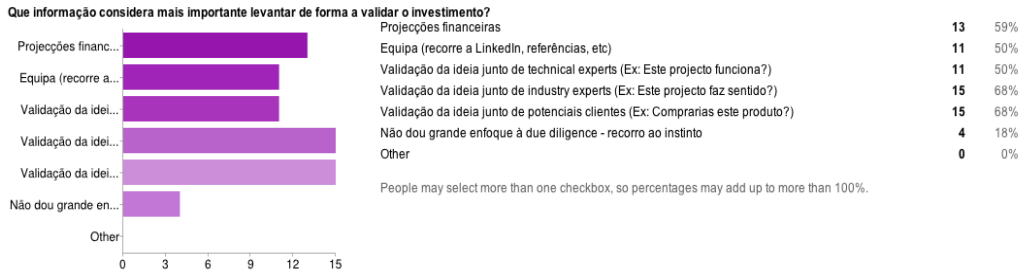 Que informação considera mais importante levantar de forma a validar o investimento?
Projecções financ...
Equipa (recorre a...
Validação da idei...
Validação da idei...
Validação da idei...
Não dou grande en...
Other
0 3 6 9 12 15
Projecções financeiras 13 59%
Equipa (recorre a LinkedIn, referências, etc) 11 50%
Validação da ideia junto de technical experts (Ex: Este projecto funciona?) 11 50%
Validação da ideia junto de industry experts (Ex: Este projecto faz sentido?) 15 68%
Validação da ideia junto de potenciais clientes (Ex: Comprarias este produto?) 15 68%
Não dou grande enfoque à due diligence - recorro ao instinto 4 18%
Other 0 0%
People may select more than one checkbox, so percentages may add up to more than 100%.